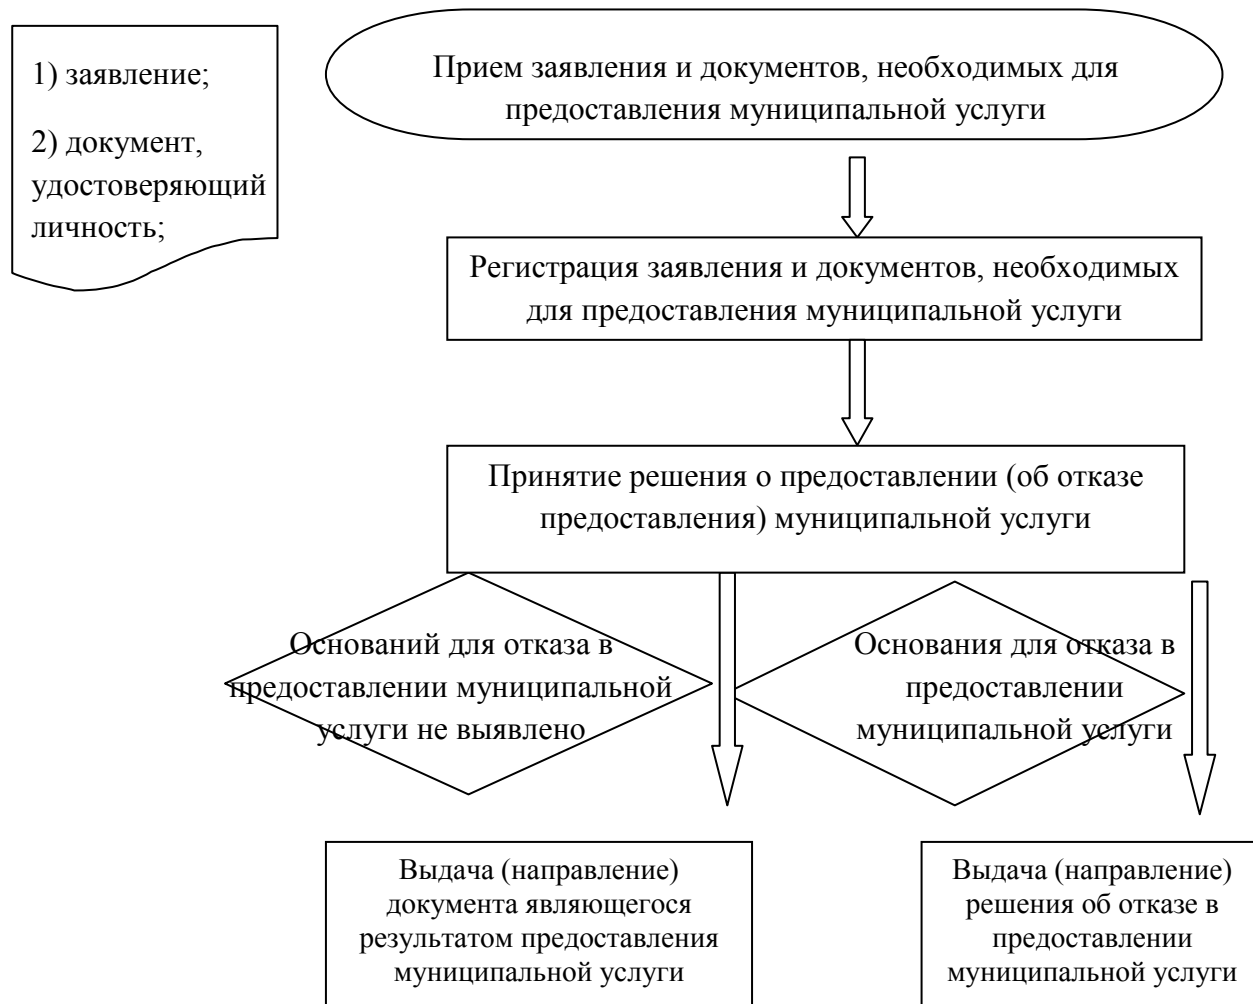 1) заявление;
2) документ,
удостоверяющий
личность;
Прием заявления и документов, необходимых для
предоставления муниципальной услуги
Регистрация заявления и документов, необходимых
для предоставления муниципальной услуги
Принятие решения о предоставлении (об отказе
предоставления) муниципальной услуги
Оснований для отказа в
предоставлении муниципальной
услуги не выявлено
Основания для отказа в
предоставлении
муниципальной услуги
Выдача (направление)
документа являющегося
результатом предоставления
муниципальной услуги
Выдача (направление)
решения об отказе в
предоставлении
муниципальной услуги